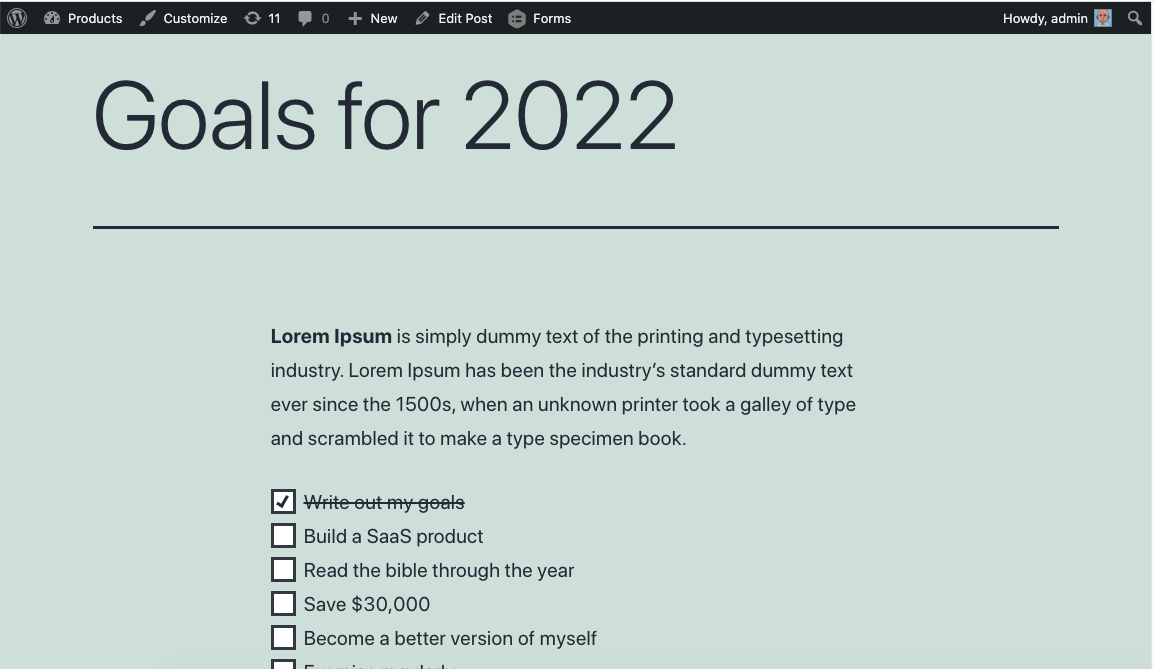 Products Customize 11 0 New Edit Post Forms Howdy, admin
Goals for 2022
Lorem Ipsum is simply dummy text of the printing and typesetting
industry. Lorem Ipsum has been the industry’s standard dummy text
ever since the 1500s, when an unknown printer took a galley of type
and scrambled it to make a type specimen book.
Write out my goals
Build a SaaS product
Read the bible through the year
Save $30,000
Become a better version of myself